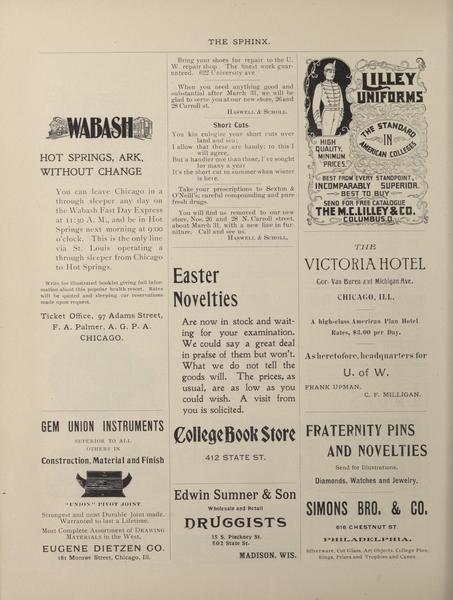 THE SPHINX.
WABASH
HOT SPRINGS, ARK,
WITHOUT CHANGE
You can leave Chicago in a
through sleeper any day on
the Wabash Fast Day Express
at 11:30 A. M., and be in Hot
Springs next morning at 9:00
o'clock. This is the only line
via St. Louis operating a
through sleeper from Chicago
to Hot Springs.
Write for illustrated booklet giving full infor-
mation about this popular health resort. Rates
will be quoted and sleeping car reservations
made upon request.
Ticket Office, 97 Adams Street,
F. A. Palmer, A. G. P. A.
CHICAGO.
GEM UNION INSTRUMENTS
SUPERIOR TO ALL
OTHERS IN
Construction, Material and Finish
"UNION" PIVOT JOINT
Strongest and most Durable Joint made.
Warranted to last a Lifetime.
Most Complete Assortment of DRAWING
MATERIALS in the West.
EUGENE DIETZEN CO.
181 Monroe Street, Chicago, Ill.
Bring your shoes for repair to the U.
W. repair shop. The finest work guar-
anteed. 622 University ave.
When you need anything good and
substantial after March 31, we will be
glad to serve you at our new store, 26 and
28 Carroll st.
HASWELL & SCHOLL.
Short Cuts.
You kin eulogize your short cuts over
land and sea;
I allow that these are handy; to this I
will agree;
But a handier one than those, I've sought
for many a year
It's the short cut to summer when winter
is here.
Take your prescriptions to Sexton &
O'Neill's; careful compounding and pure
fresh drugs.
You will find us removed to our new
store, Nos. 26 and 28 N. Carroll street,
about March 31, with a new line in fur-
niture. Call and see us.
HASWELL & SCHOLL.
Easter
Novelties
Are now in stock and wait-
ing for your examination.
We could say a great deal
in praise of them but won't.
What we do not tell the
goods will. The prices, as
usual, are as low as you
could wish. A visit from
you is solicited.
College Book Store
412 STATE ST.
Edwin Sumner & Son
Wholesale and Retail
DRUGGISTS
15 S. Pinckney St.
502 State St.
MADISON, WIS.
LILLEY
UNIFORMS
THE STANDARD
IN
AMERICAN COLLEGES
HIGH
QUALITY,
MINIMUM
PRICES.
BEST FROM EVERY STANDPOINT,
INCOMPARABLY SUPERIOR.
BEST TO BUY
SEND FOR FREE CATALOGUE
THE M.C. LILLEY & CO.
COLUMBUS, O.
THE
VICTORIA HOTEL
Cor. Van Buren and Michigan Ave.
CHICAGO, ILL.
A high-class American Plan Hotel.
Rates, $3.00 per Day.
As heretofore, headquarters for
U. of W.
FRANK UPMAN.
C. F. MILLIGAN.
FRATERNITY PINS
AND NOVELTIES
Send for Illustrations.
Diamonds, Watches and Jewelry.
SIMONS BRO. & CO.
616 CHESTNUT ST.
PHILADELPHIA.
Silverware, Cut Glass, Art Objects, College Pins,
Rings, Prizes and Trophies and Canes.